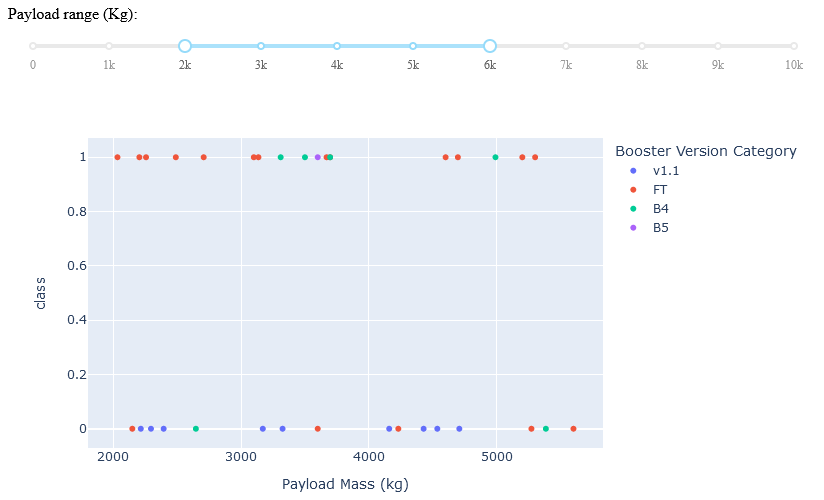 Payload range (Kg):
0 1k 2k 3k 4k 5k 6k 7k 8k 9k 10k
Booster Version Category
v1.1
FT
B4
B5
class
1
0.8
0.6
0.4
0.2
0
2000 3000 4000 5000
Payload Mass (kg)